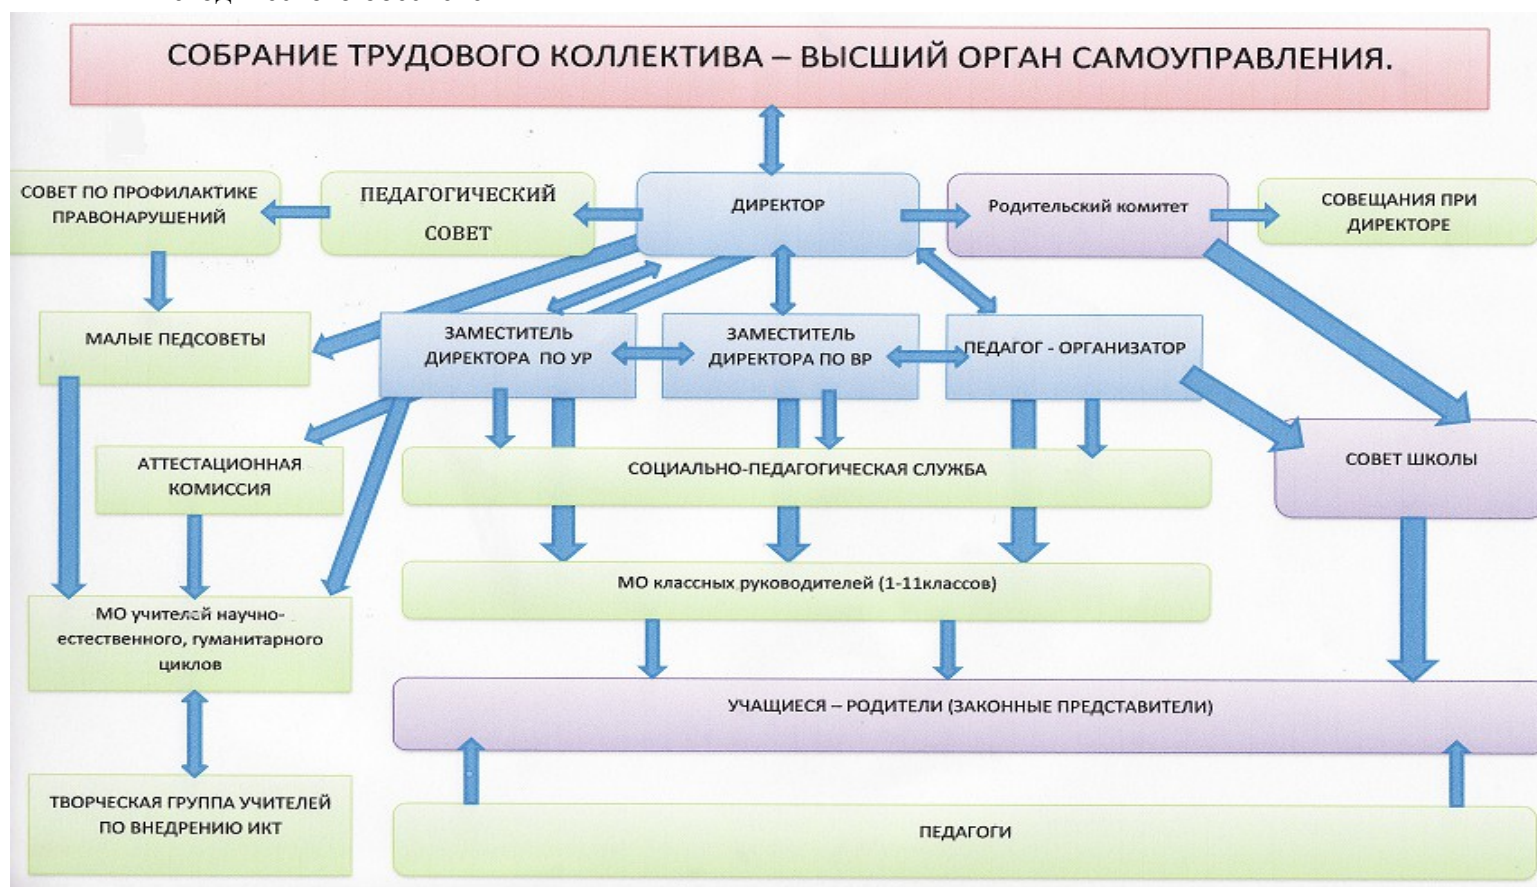 СОБРАНИЕ ТРУДОВОГО КОЛЛЕКТИВА – ВЫСШИЙ ОРГАН САМОУПРАВЛЕНИЯ.
СОВЕТ ПО ПРОФИЛАКТИКЕ
ПРАВОНАРУШЕНИЙ
ПЕДАГОГИЧЕСКИЙ
СОВЕТ
ДИРЕКТОР
Родительский комитет
СОВЕЩАНИЯ ПРИ
ДИРЕКТОРЕ
МАЛЫЕ ПЕДСОВЕТЫ
ЗАМЕСТИТЕЛЬ
ДИРЕКТОРА ПО УР
ЗАМЕСТИТЕЛЬ
ДИРЕКТОРА ПО ВР
ПЕДАГОГ - ОРГАНИЗАТОР
АТТЕСТАЦИОННАЯ
КОМИССИЯ
СОЦИАЛЬНО-ПЕДАГОГИЧЕСКАЯ СЛУЖБА
СОВЕТ ШКОЛЫ
МО классных руководителей (1-11классов)
МО учителей научно-
естественного, гуманитарного
циклов
УЧАЩИЕСЯ – РОДИТЕЛИ (ЗАКОННЫЕ ПРЕДСТАВИТЕЛИ)
ТВОРЧЕСКАЯ ГРУППА УЧИТЕЛЕЙ
ПО ВНЕДРЕНИЮ ИКТ
ПЕДАГОГИ